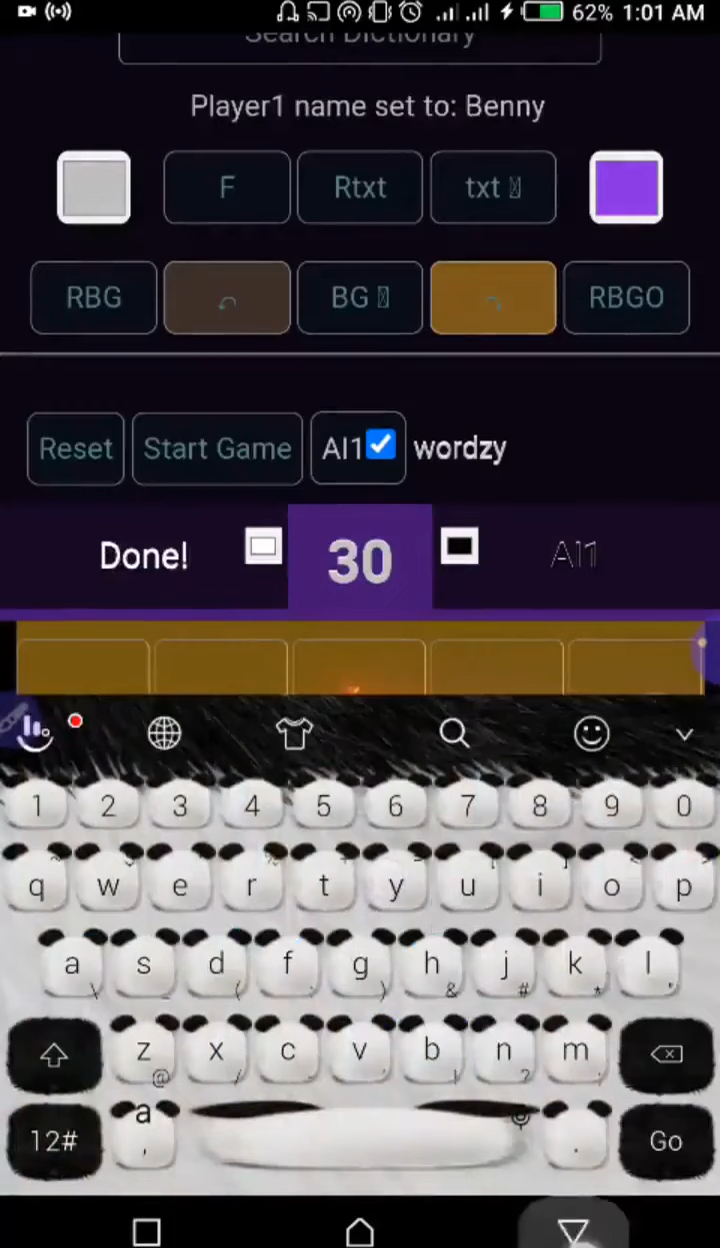 62% 1:01 AM
Search Dictionary
Player1 name set to: Benny
F Rtxt txt
RBG BG RBGO
Reset Start Game AI1 wordzy
Done! 30 AI1
1 2 3 4 5 6 7 8 9 0
q w e r t y u i o p
a s d f g h j k l
\ _ ( ) & # * "
z x c v b n m
@ / ! ?
12# a , . Go